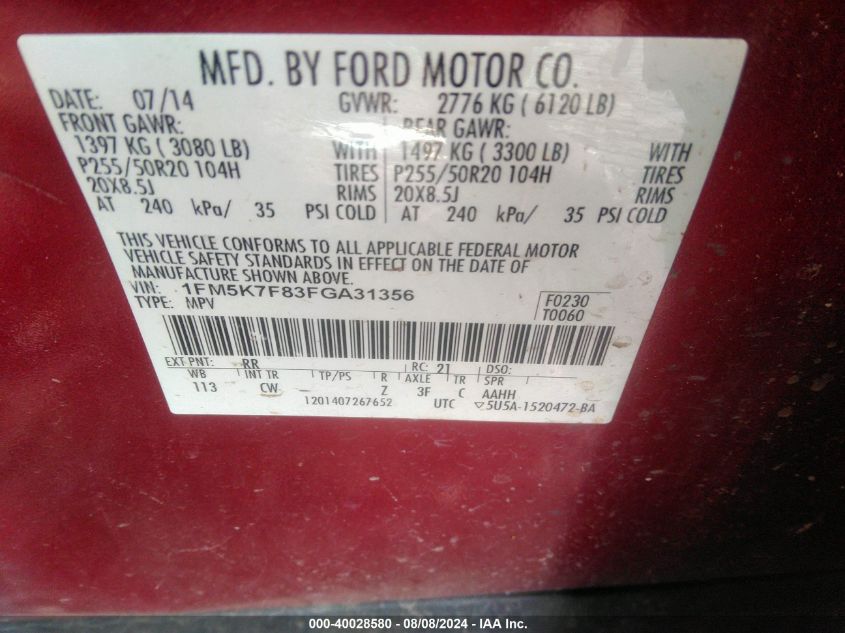 MFD. BY FORD MOTOR CO.
DATE: 07/14 GVWR: 2776 KG ( 6120 LB)
FRONT GAWR: REAR GAWR:
1397 KG ( 3080 LB) WITH 1497 KG ( 3300 LB) WITH
P255/50R20 104H TIRES P255/50R20 104H TIRES
20X8.5J RIMS 20X8.5J RIMS
AT 240 kPa/ 35 PSI COLD AT 240 kPa/ 35 PSI COLD
THIS VEHICLE CONFORMS TO ALL APPLICABLE FEDERAL MOTOR
VEHICLE SAFETY STANDARDS IN EFFECT ON THE DATE OF
MANUFACTURE SHOWN ABOVE.
VIN: 1FM5K7F83FGA31356 F0230
TYPE: MPV T0060
EXT PNT: RR RC: 21 DSO:
WB INT TR TP/PS R AXLE TR SPR
113 CW Z 3F C AAHH
1201407267652 UTC ▽5U5A-1520472-BA
000-40028580 - 08/08/2024 - IAA Inc.